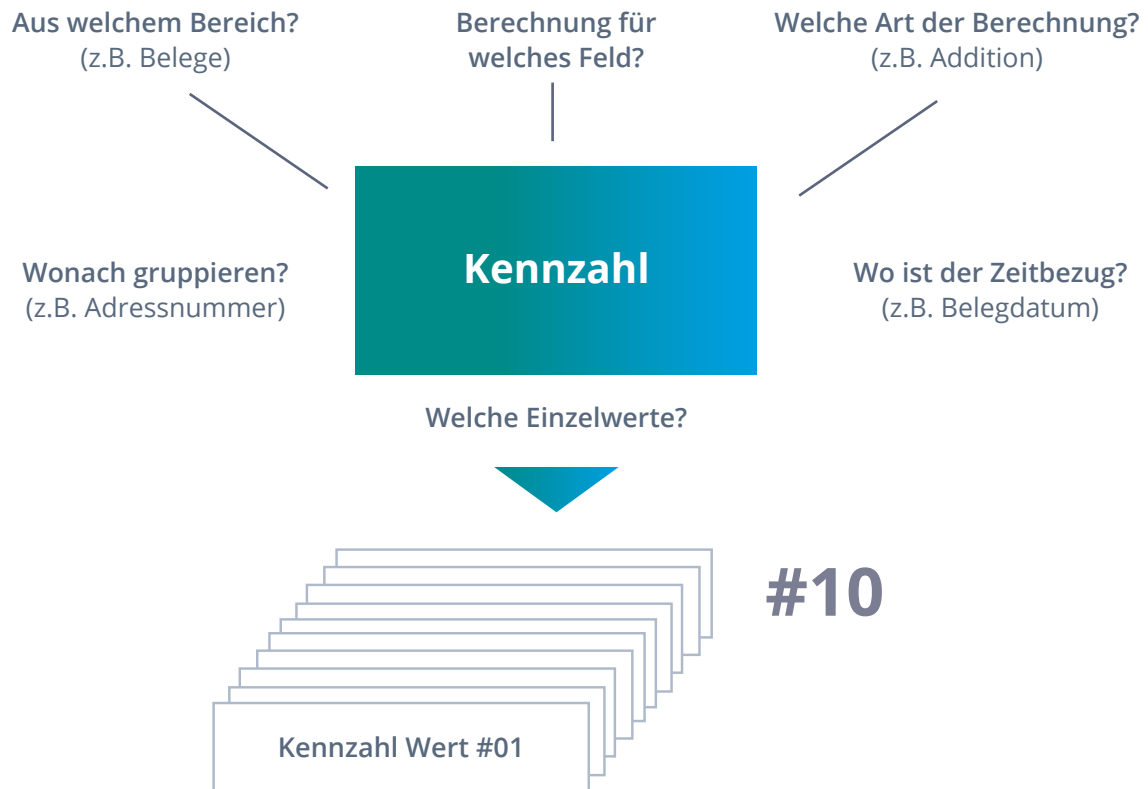 Aus welchem Bereich?
(z.B. Belege)
Berechnung für
welches Feld?
Welche Art der Berechnung?
(z.B. Addition)
Wonach gruppieren?
(z.B. Adressnummer)
Kennzahl
Wo ist der Zeitbezug?
(z.B. Belegdatum)
Welche Einzelwerte?
#10
Kennzahl Wert #01